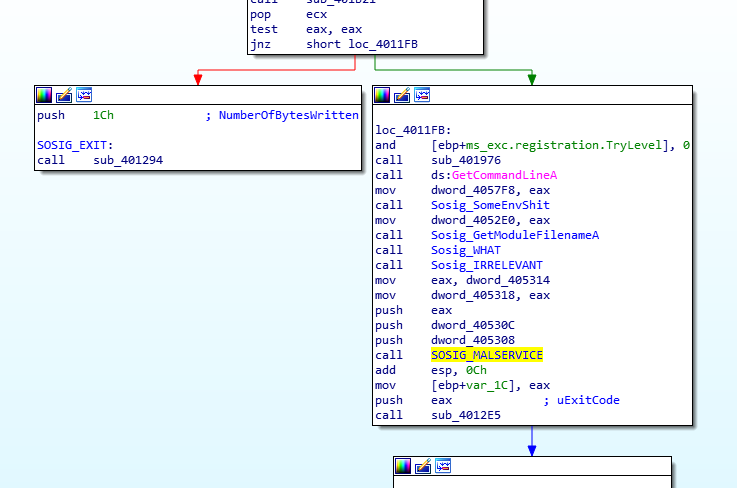 call sub_401B21
pop ecx
test eax, eax
jnz short loc_4011FB
push 1Ch ; NumberOfBytesWritten
SOSIG_EXIT:
call sub_401294
loc_4011FB:
and [ebp+ms_exc.registration.TryLevel], 0
call sub_401976
call ds:GetCommandLineA
mov dword_4057F8, eax
call Sosig_SomeEnvShit
mov dword_4052E0, eax
call Sosig_GetModuleFilenameA
call Sosig_WHAT
call Sosig_IRRELEVANT
mov eax, dword_405314
mov dword_405318, eax
push eax
push dword_40530C
push dword_405308
call SOSIG_MALSERVICE
add esp, 0Ch
mov [ebp+var_1C], eax
push eax ; uExitCode
call sub_4012E5